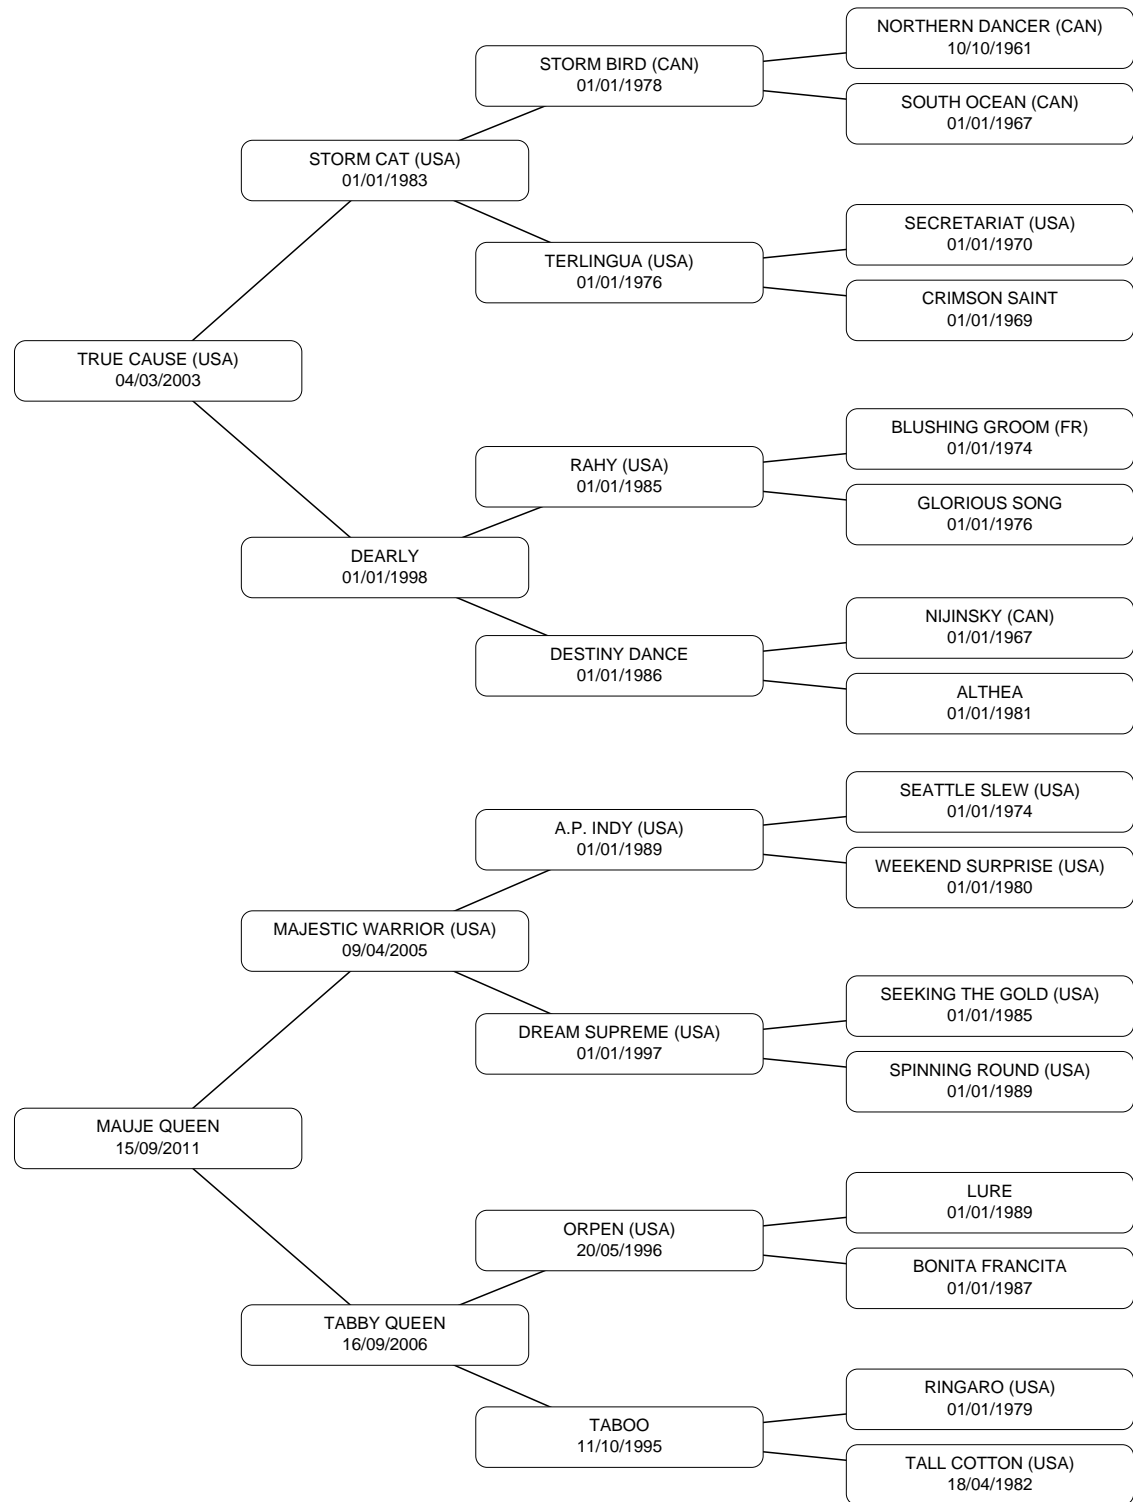 NORTHERN DANCER (CAN)
10/10/1961
STORM BIRD (CAN)
01/01/1978
SOUTH OCEAN (CAN)
01/01/1967
STORM CAT (USA)
01/01/1983
SECRETARIAT (USA)
01/01/1970
TERLINGUA (USA)
01/01/1976
CRIMSON SAINT
01/01/1969
TRUE CAUSE (USA)
04/03/2003
BLUSHING GROOM (FR)
01/01/1974
RAHY (USA)
01/01/1985
GLORIOUS SONG
01/01/1976
DEARLY
01/01/1998
NIJINSKY (CAN)
01/01/1967
DESTINY DANCE
01/01/1986
ALTHEA
01/01/1981
SEATTLE SLEW (USA)
01/01/1974
A.P. INDY (USA)
01/01/1989
WEEKEND SURPRISE (USA)
01/01/1980
MAJESTIC WARRIOR (USA)
09/04/2005
SEEKING THE GOLD (USA)
01/01/1985
DREAM SUPREME (USA)
01/01/1997
SPINNING ROUND (USA)
01/01/1989
MAUJE QUEEN
15/09/2011
LURE
01/01/1989
ORPEN (USA)
20/05/1996
BONITA FRANCITA
01/01/1987
TABBY QUEEN
16/09/2006
RINGARO (USA)
01/01/1979
TABOO
11/10/1995
TALL COTTON (USA)
18/04/1982